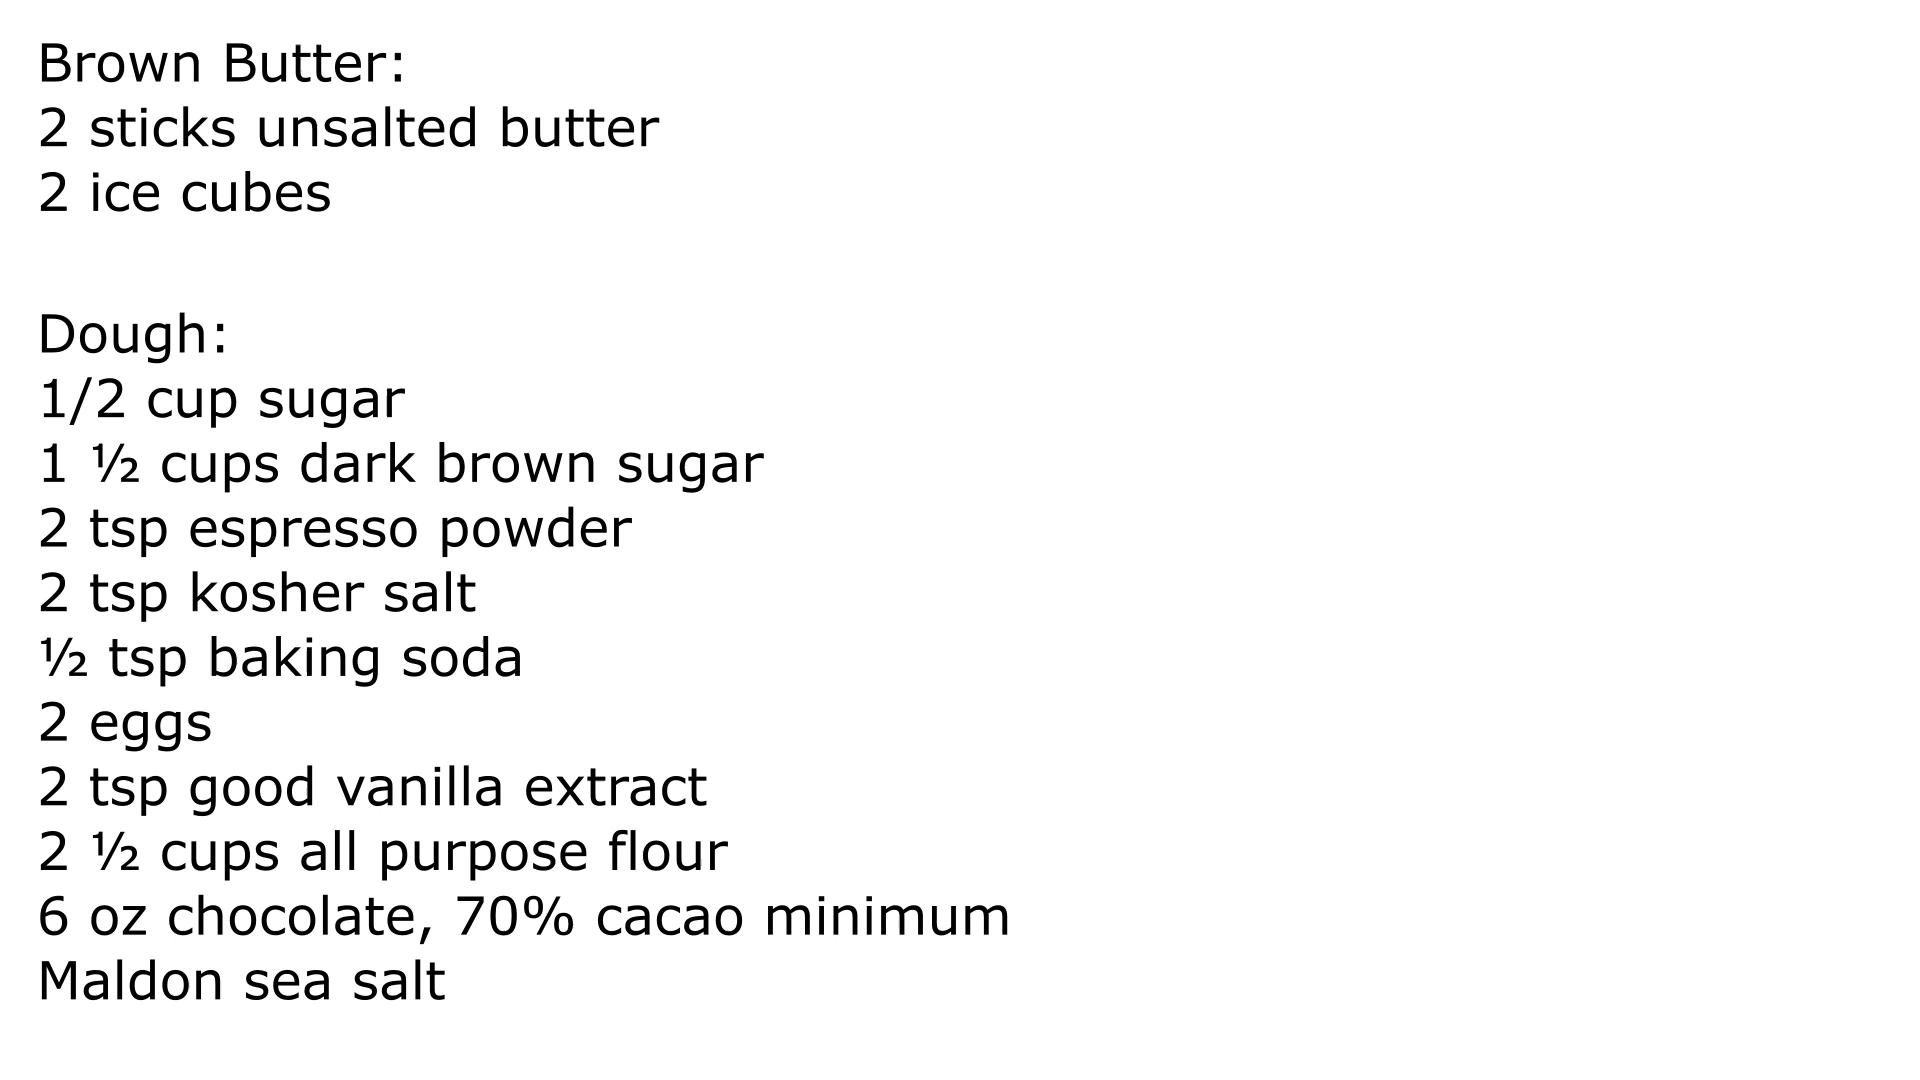 Brown Butter:
2 sticks unsalted butter
2 ice cubes
Dough:
1/2 cup sugar
1 ½ cups dark brown sugar
2 tsp espresso powder
2 tsp kosher salt
½ tsp baking soda
2 eggs
2 tsp good vanilla extract
2 ½ cups all purpose flour
6 oz chocolate, 70% cacao minimum
Maldon sea salt